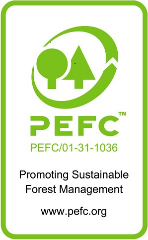 PEFC™
PEFC/01-31-1036
Promoting Sustainable
Forest Management
www.pefc.org